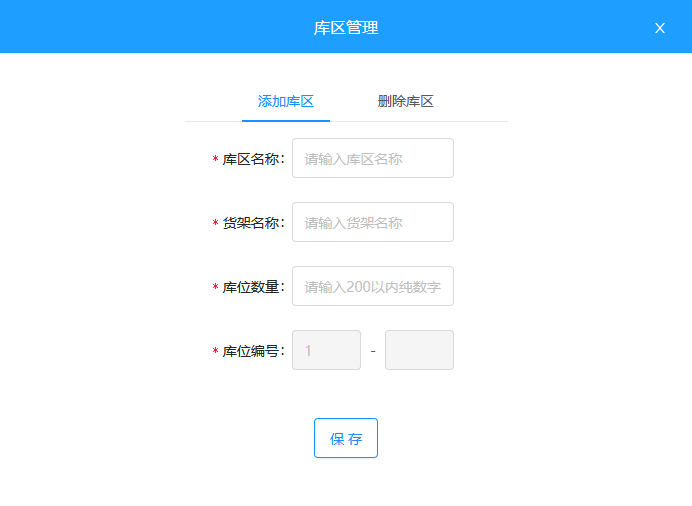 库区管理 X
添加库区 删除库区
* 库区名称: 请输入库区名称
* 货架名称: 请输入货架名称
* 库位数量: 请输入200以内纯数字
* 库位编号: 1 -
保 存